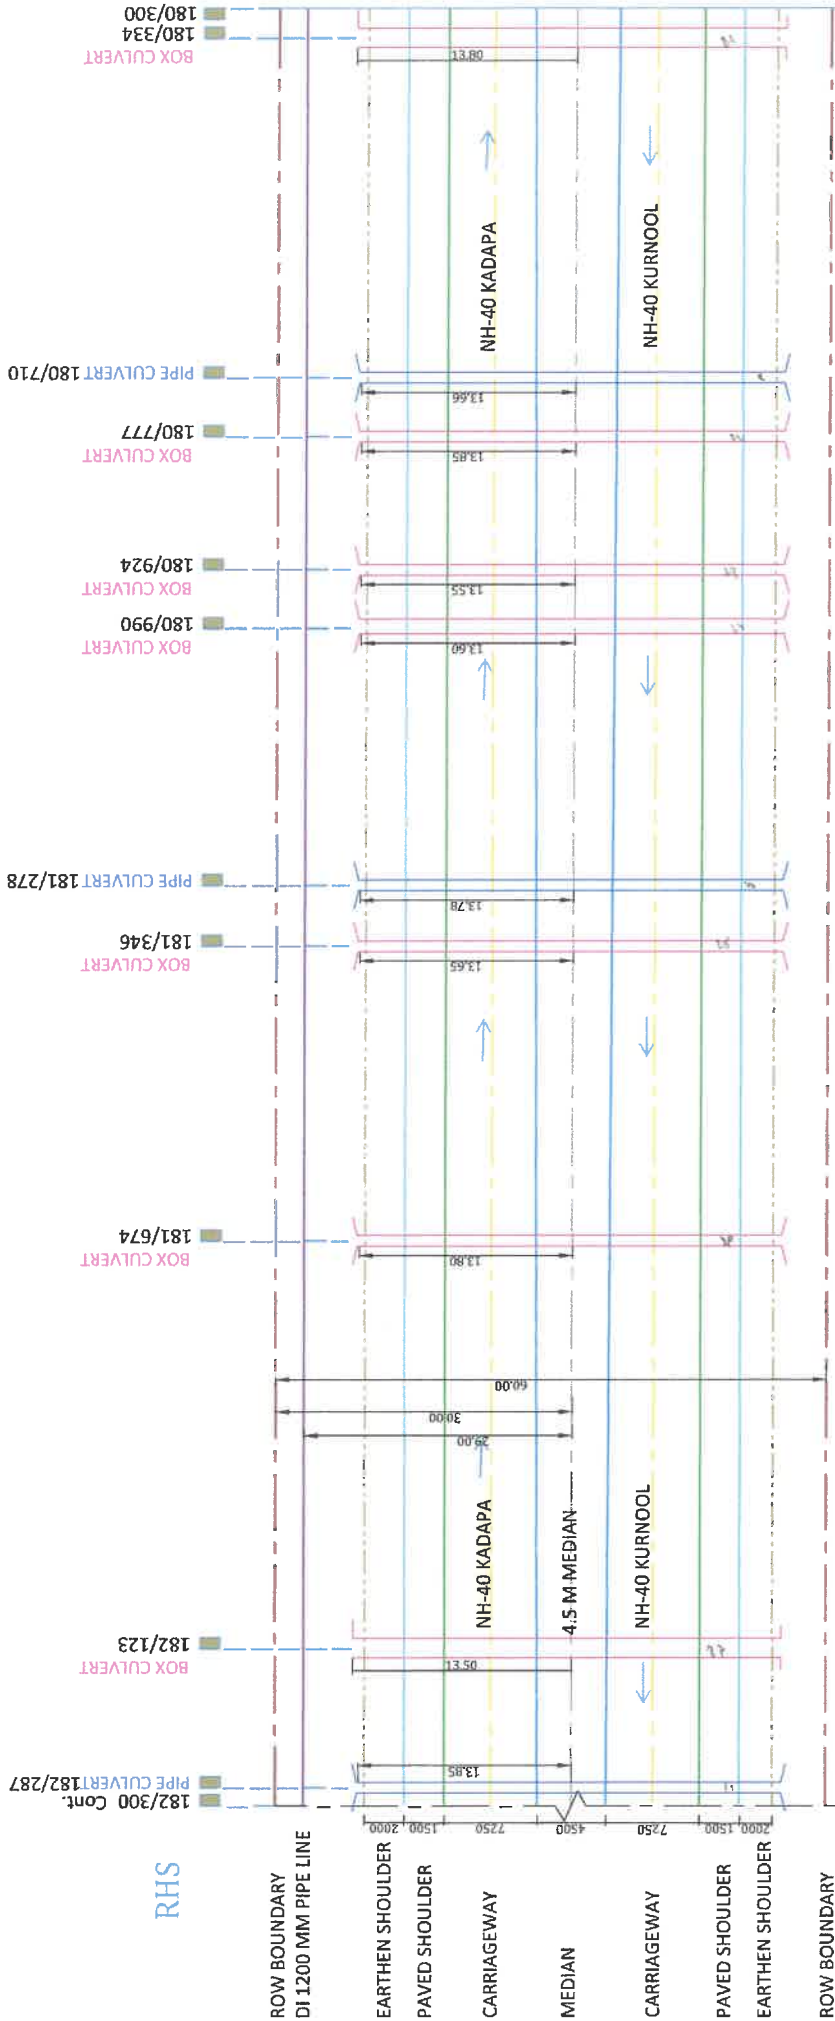 RHS
182/300 Cont.
182/287 PIPE CULVERT
182/123
BOX CULVERT
181/674
BOX CULVERT
181/346
BOX CULVERT
181/278 PIPE CULVERT
180/990
BOX CULVERT
180/924
BOX CULVERT
180/777
BOX CULVERT
180/710 PIPE CULVERT
180/334
BOX CULVERT
180/300
ROW BOUNDARY
DI 1200 MM PIPE LINE
EARTHEN SHOULDER
2000
PAVED SHOULDER
1500
CARRIAGEWAY
7250
MEDIAN
4500
CARRIAGEWAY
7250
PAVED SHOULDER
1500
EARTHEN SHOULDER
2000
ROW BOUNDARY
13.85
13.50
29.00
30.00
60.00
13.80
13.65
13.78
13.60
13.55
13.85
13.66
13.80
NH-40 KADAPA
4.5 M MEDIAN
NH-40 KURNOOL
NH-40 KADAPA
NH-40 KURNOOL